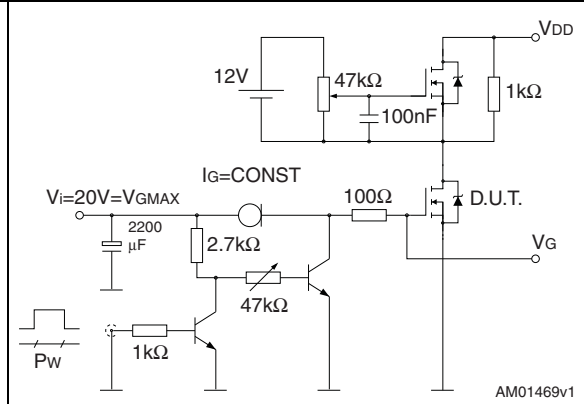 VDD
12V
47kΩ
1kΩ
100nF
IG=CONST
Vi=20V=VGMAX
100Ω
D.U.T.
2200
μF
2.7kΩ
VG
47kΩ
1kΩ
PW
AM01469v1